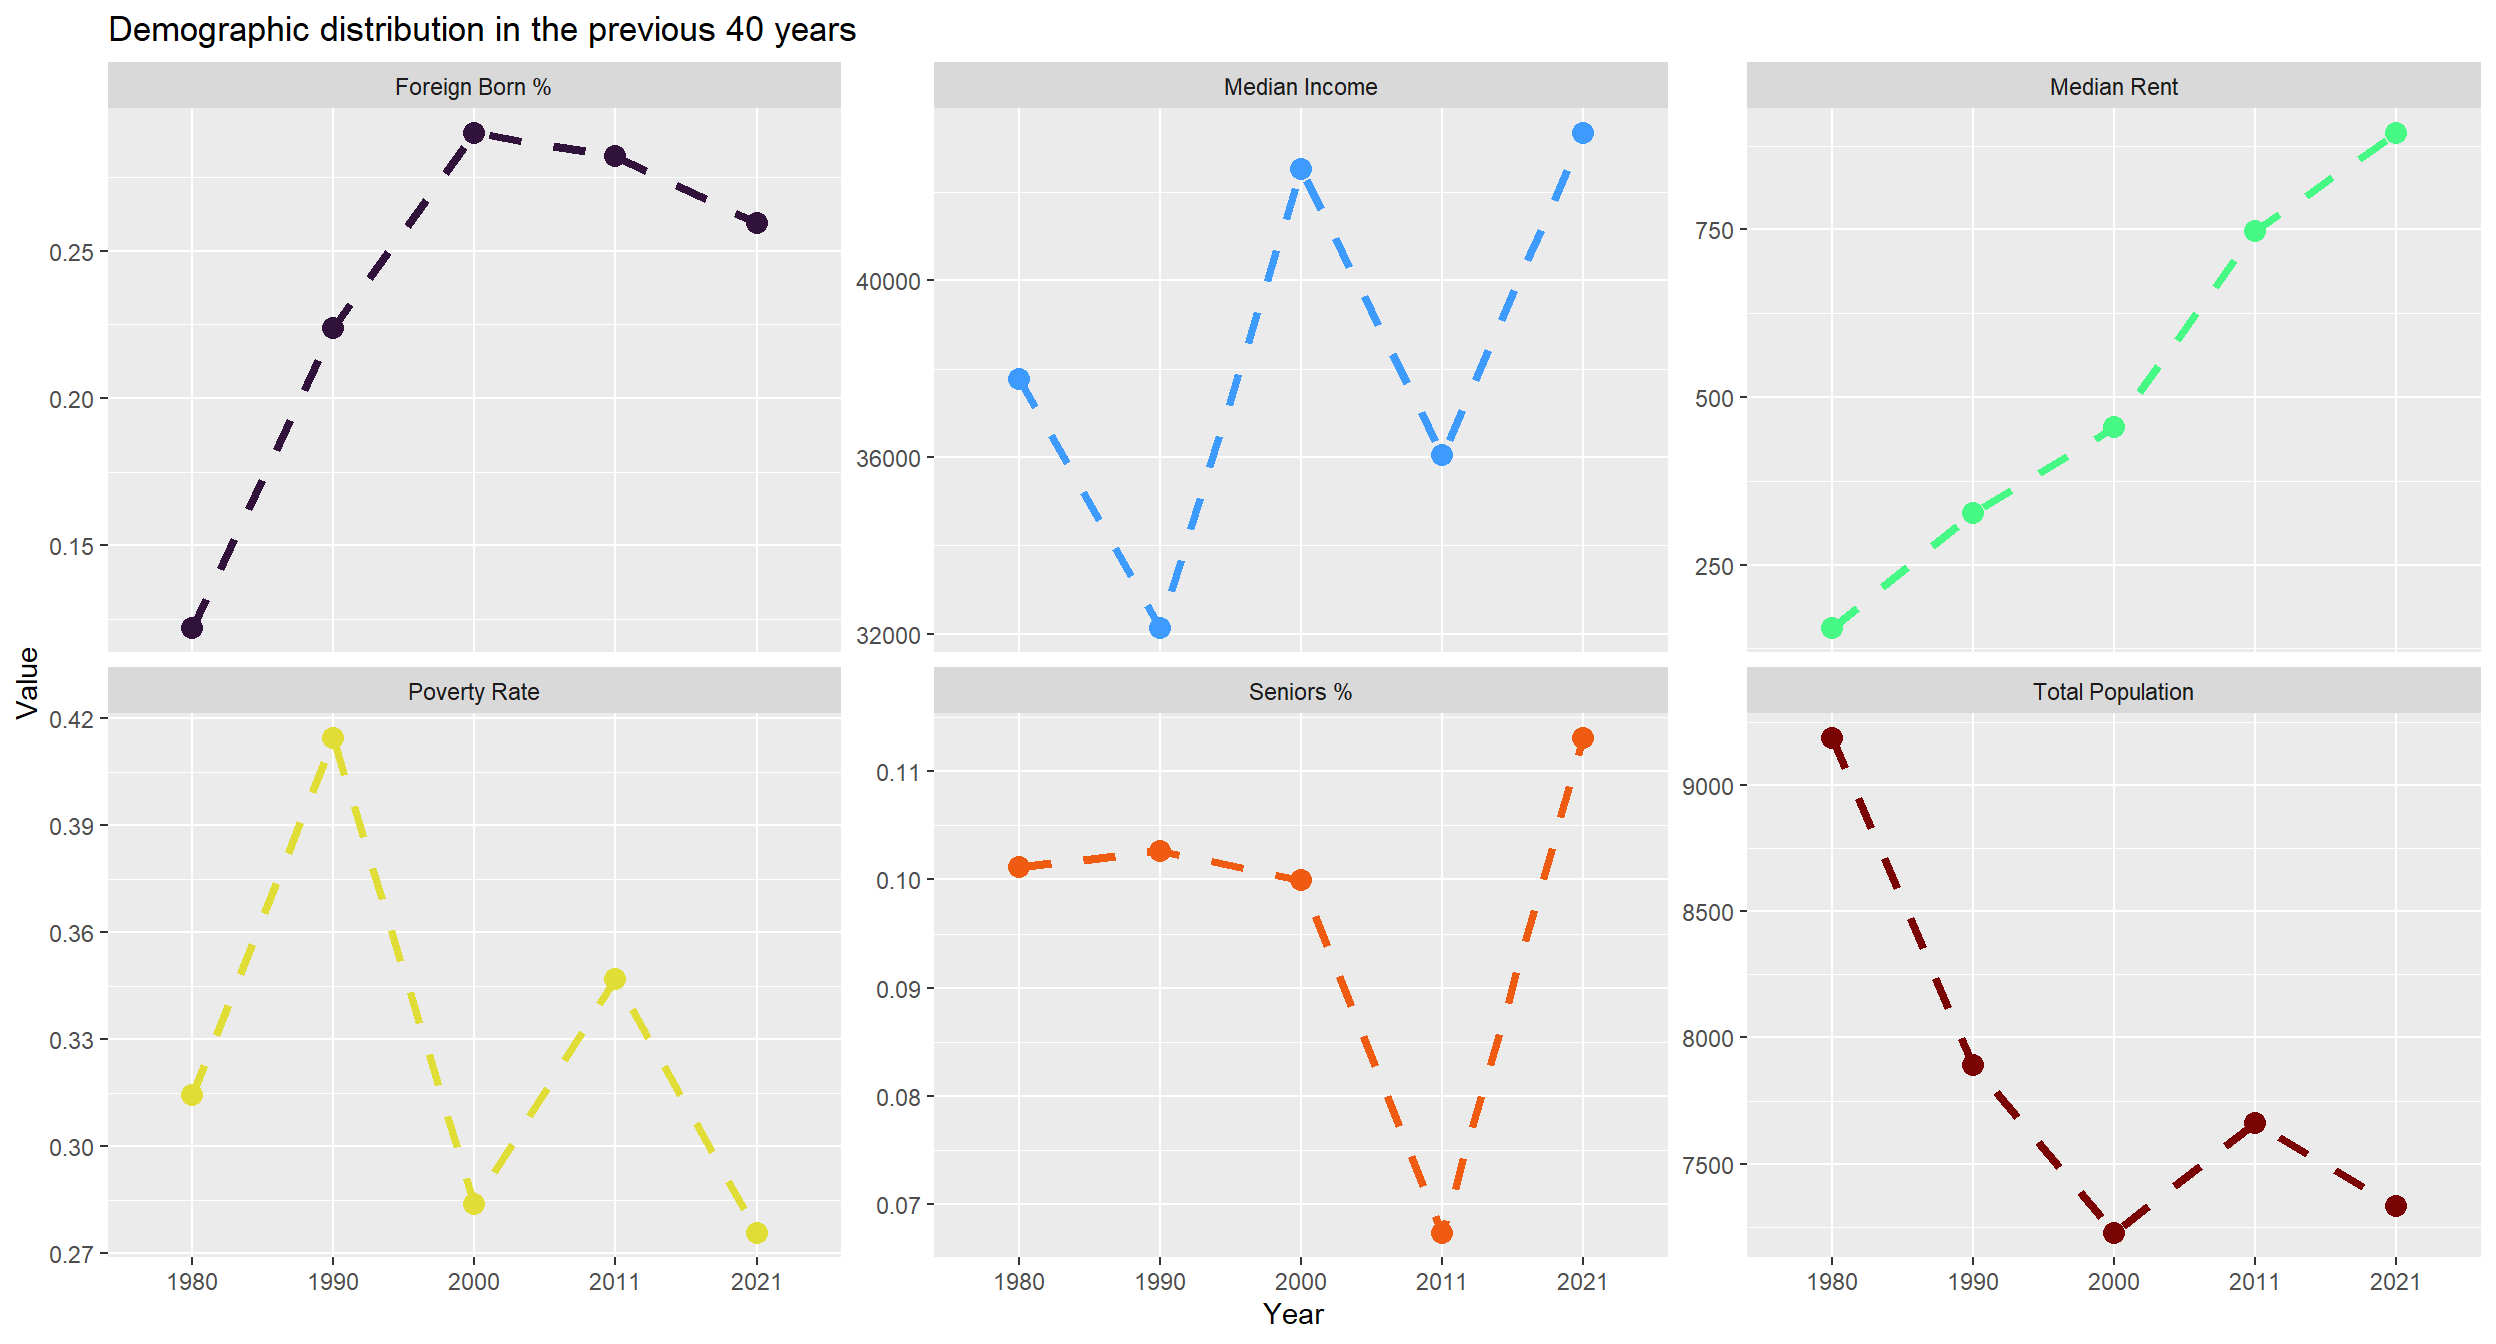 Demographic distribution in the previous 40 years
Foreign Born %
Median Income
Median Rent
0.25
0.20
0.15
40000
36000
32000
750
500
250
Value
Poverty Rate
Seniors %
Total Population
0.42
0.39
0.36
0.33
0.30
0.27
0.11
0.10
0.09
0.08
0.07
9000
8500
8000
7500
1980 1990 2000 2011 2021
1980 1990 2000 2011 2021
1980 1990 2000 2011 2021
Year